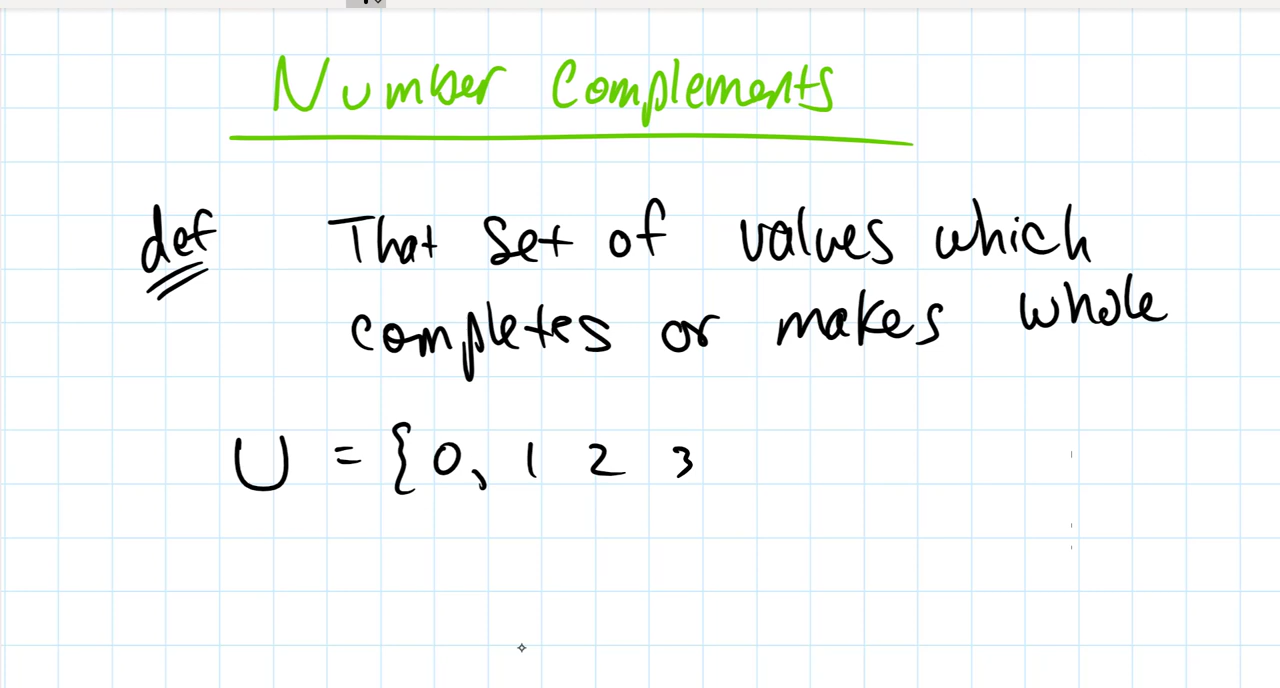 Number Complements
def That set of values which
completes or makes whole
U = { 0, 1 2 3